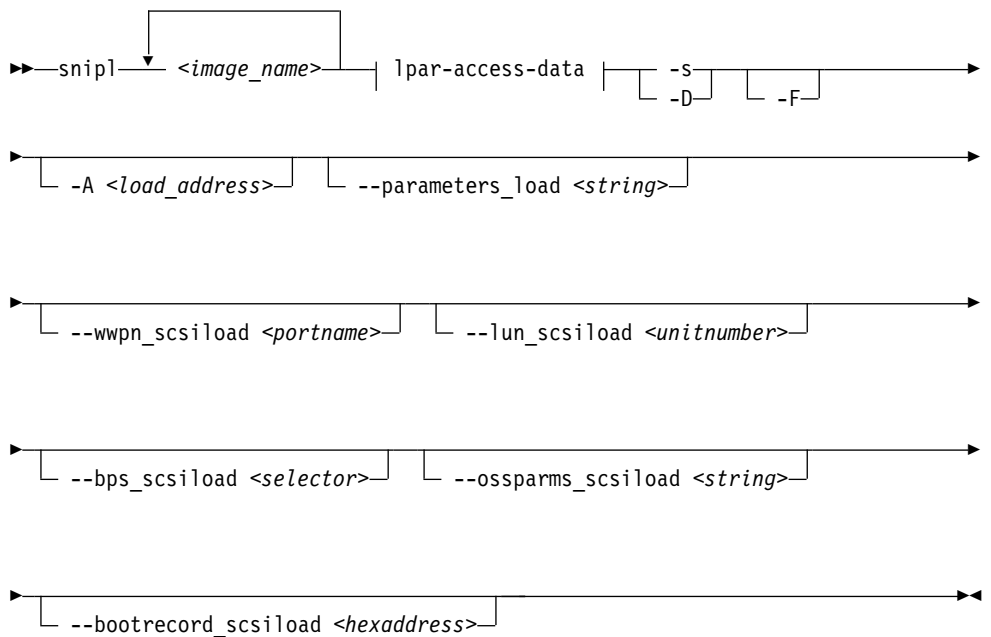 snipl <image_name> lpar-access-data -s
-D -F
-A <load_address> --parameters_load <string>
--wwpn_scsiload <portname> --lun_scsiload <unitnumber>
--bps_scsiload <selector> --ossparms_scsiload <string>
--bootrecord_scsiload <hexaddress>